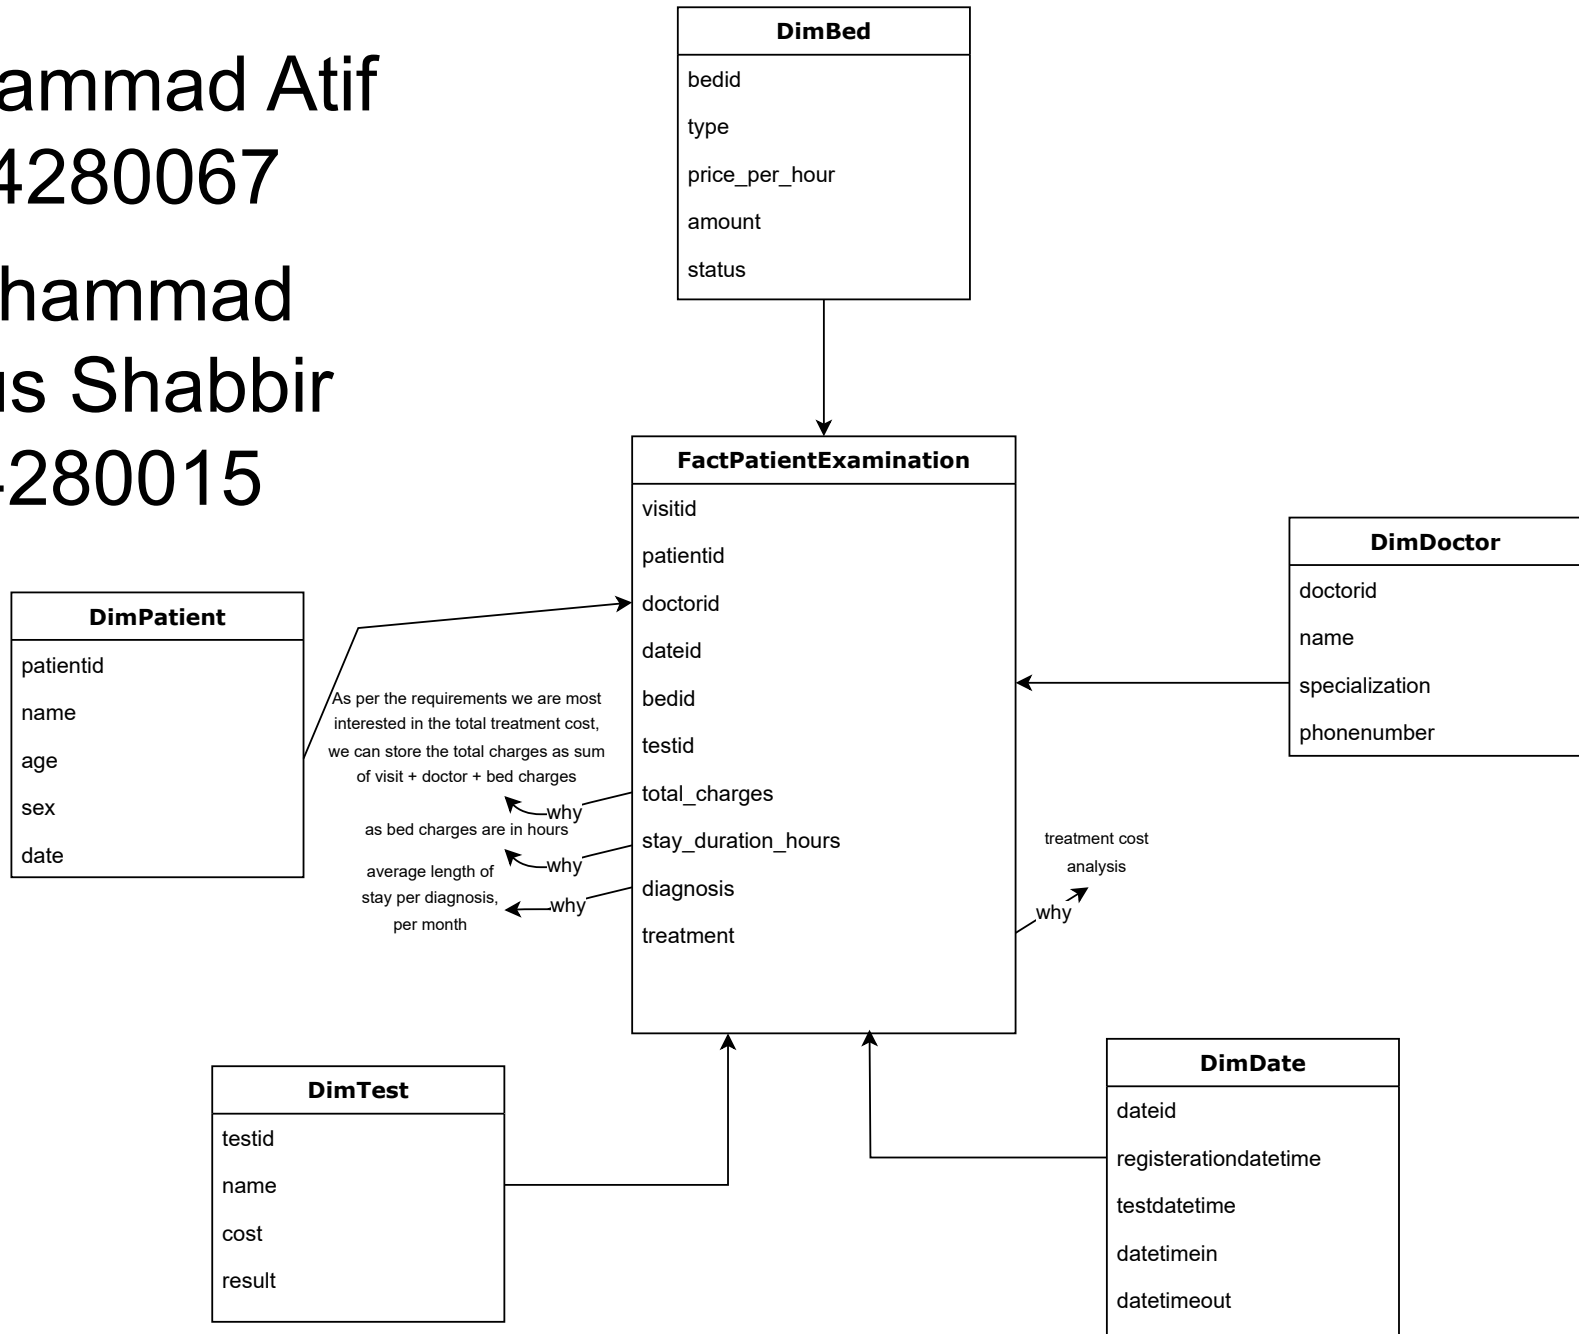 ammad Atif
4280067
hammad
us Shabbir
4280015
DimBed
bedid
type
price_per_hour
amount
status
FactPatientExamination
visitid
patientid
doctorid
dateid
bedid
testid
total_charges
stay_duration_hours
diagnosis
treatment
DimDoctor
doctorid
name
specialization
phonenumber
DimPatient
patientid
name
age
sex
date
As per the requirements we are most
interested in the total treatment cost,
we can store the total charges as sum
of visit + doctor + bed charges
why
as bed charges are in hours
why
average length of
stay per diagnosis,
per month
why
treatment cost
analysis
why
DimTest
testid
name
cost
result
DimDate
dateid
registerationdatetime
testdatetime
datetimein
datetimeout